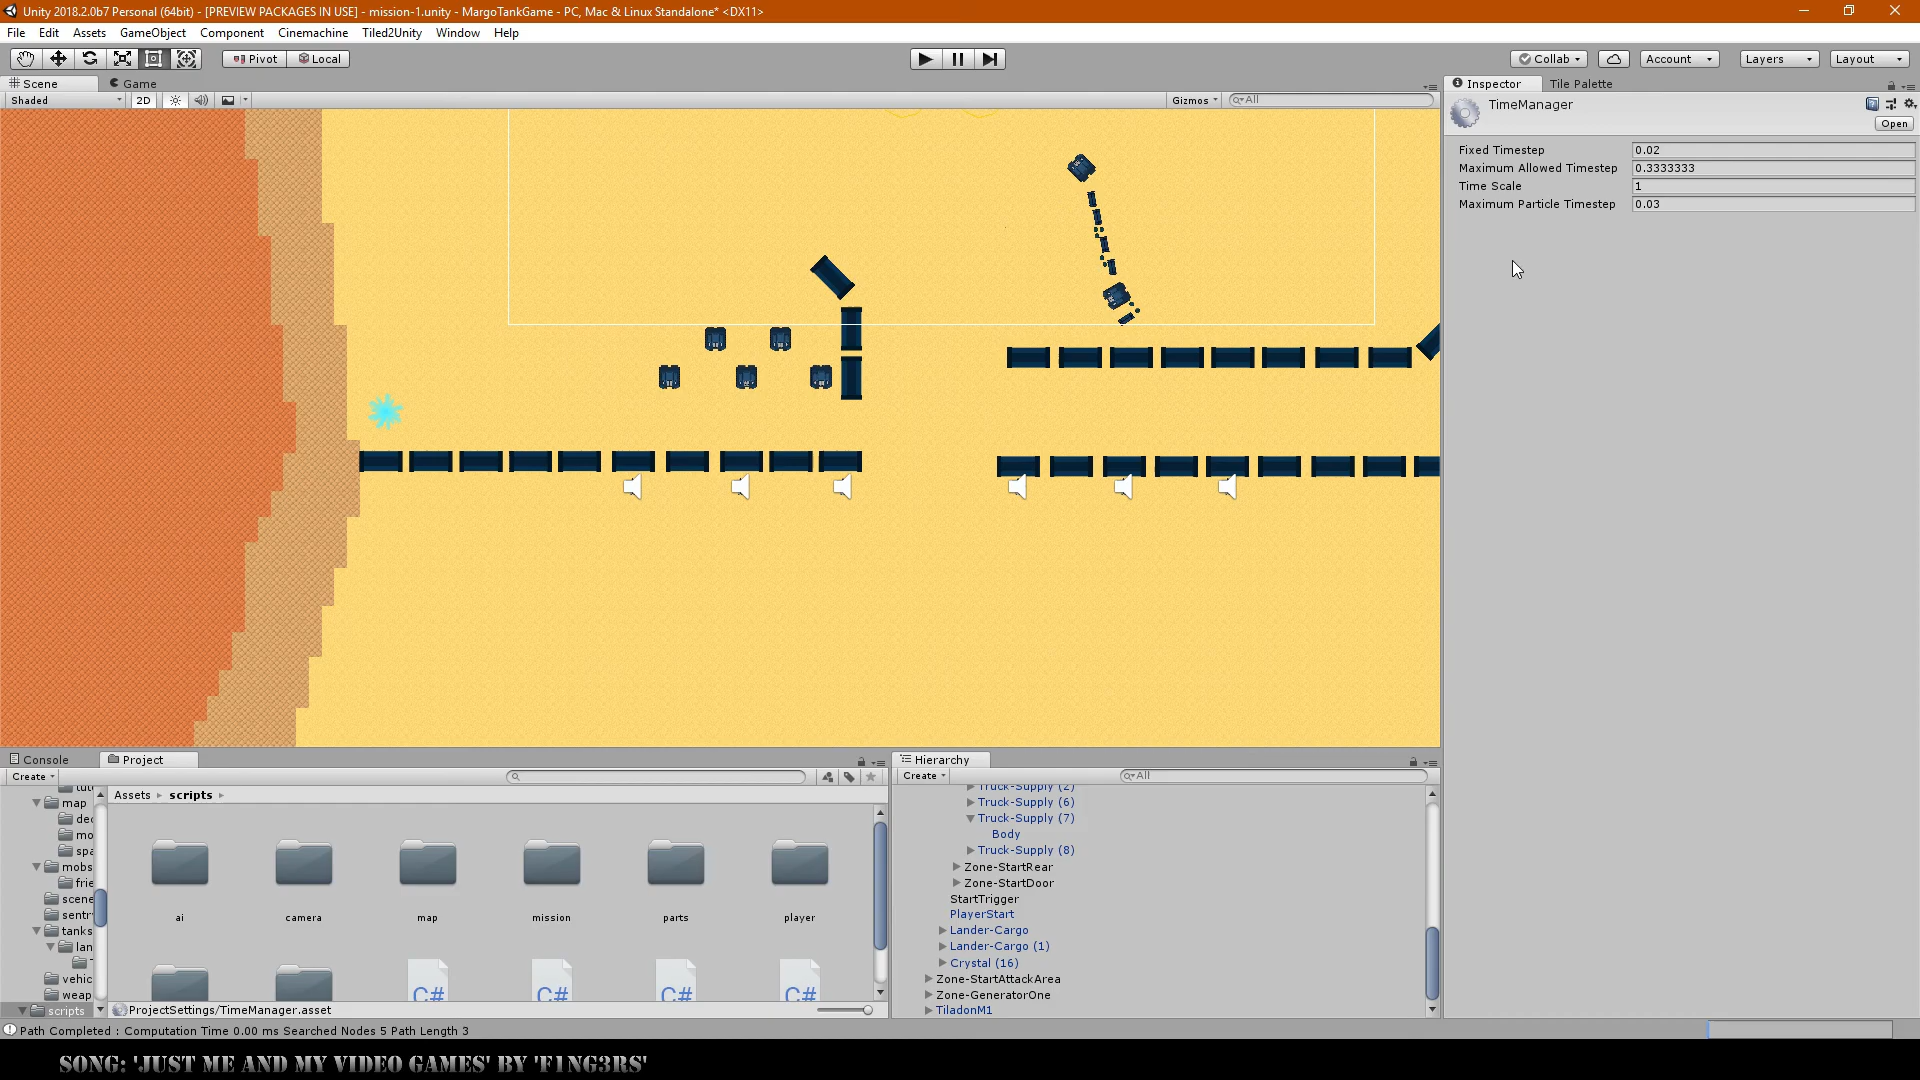 Unity 2018.2.0b7 Personal (64bit) - [PREVIEW PACKAGES IN USE] - mission-1.unity - MargoTankGame - PC, Mac & Linux Standalone* <DX11>
File Edit Assets GameObject Component Cinemachine Tiled2Unity Window Help
Pivot Local Collab Account Layers Layout
Scene Game
Shaded 2D Gizmos All
Inspector Tile Palette
TimeManager
Open
Fixed Timestep 0.02
Maximum Allowed Timestep 0.3333333
Time Scale 1
Maximum Particle Timestep 0.03
Console Project
Create
map
mobs
scene
tanks
scripts
Assets scripts
ai camera map mission parts player
C# C# C# C#
ProjectSettings/TimeManager.asset
Hierarchy
Create All
Truck-Supply (2)
Truck-Supply (6)
Truck-Supply (7)
Body
Truck-Supply (8)
Zone-StartRear
Zone-StartDoor
StartTrigger
PlayerStart
Lander-Cargo
Lander-Cargo (1)
Crystal (16)
Zone-StartAttackArea
Zone-GeneratorOne
TiladonM1
Path Completed : Computation Time 0.00 ms Searched Nodes 5 Path Length 3
SONG: 'JUST ME AND MY VIDEO GAMES' BY 'F1NG3RS'